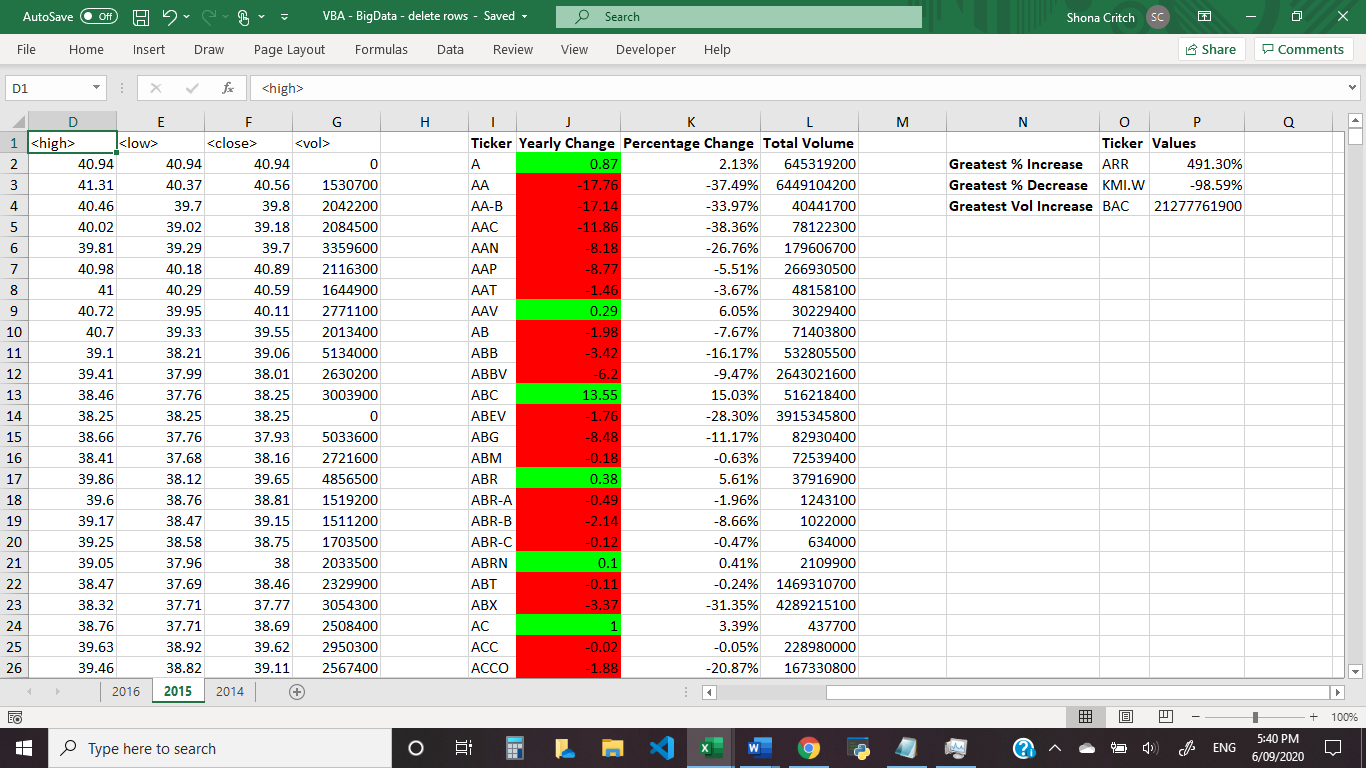 AutoSave Off VBA - BigData - delete rows - Saved Search Shona Critch SC
File Home Insert Draw Page Layout Formulas Data Review View Developer Help Share Comments
D1 fx <high>
D E F G H I J K L M N O P Q
1 <high> <low> <close> <vol> Ticker Yearly Change Percentage Change Total Volume Ticker Values
2 40.94 40.94 40.94 0 A 0.87 2.13% 645319200 Greatest % Increase ARR 491.30%
3 41.31 40.37 40.56 1530700 AA -17.76 -37.49% 6449104200 Greatest % Decrease KMI.W -98.59%
4 40.46 39.7 39.8 2042200 AA-B -17.14 -33.97% 40441700 Greatest Vol Increase BAC 21277761900
5 40.02 39.02 39.18 2084500 AAC -11.86 -38.36% 78122300
6 39.81 39.29 39.7 3359600 AAN -8.18 -26.76% 179606700
7 40.98 40.18 40.89 2116300 AAP -8.77 -5.51% 266930500
8 41 40.29 40.59 1644900 AAT -1.46 -3.67% 48158100
9 40.72 39.95 40.11 2771100 AAV 0.29 6.05% 30229400
10 40.7 39.33 39.55 2013400 AB -1.98 -7.67% 71403800
11 39.1 38.21 39.06 5134000 ABB -3.42 -16.17% 532805500
12 39.41 37.99 38.01 2630200 ABBV -6.2 -9.47% 2643021600
13 38.46 37.76 38.25 3003900 ABC 13.55 15.03% 516218400
14 38.25 38.25 38.25 0 ABEV -1.76 -28.30% 3915345800
15 38.66 37.76 37.93 5033600 ABG -8.48 -11.17% 82930400
16 38.41 37.68 38.16 2721600 ABM -0.18 -0.63% 72539400
17 39.86 38.12 39.65 4856500 ABR 0.38 5.61% 37916900
18 39.6 38.76 38.81 1519200 ABR-A -0.49 -1.96% 1243100
19 39.17 38.47 39.15 1511200 ABR-B -2.14 -8.66% 1022000
20 39.25 38.58 38.75 1703500 ABR-C -0.12 -0.47% 634000
21 39.05 37.96 38 2033500 ABRN 0.1 0.41% 2109900
22 38.47 37.69 38.46 2329900 ABT -0.11 -0.24% 1469310700
23 38.32 37.71 37.77 3054300 ABX -3.37 -31.35% 4289215100
24 38.76 37.71 38.69 2508400 AC 1 3.39% 437700
25 39.63 38.92 39.62 2950300 ACC -0.02 -0.05% 228980000
26 39.46 38.82 39.11 2567400 ACCO -1.88 -20.87% 167330800
2016 2015 2014
100%
Type here to search ENG 5:40 PM
6/09/2020